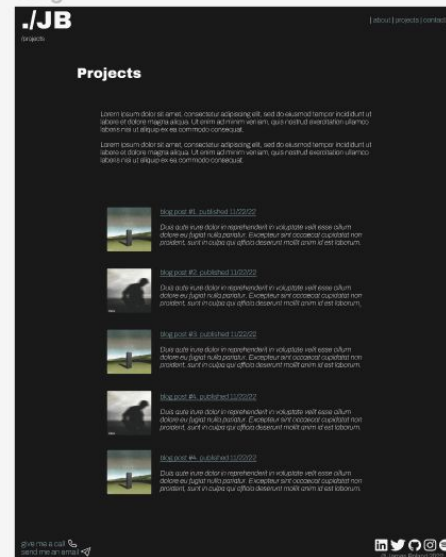 ./JB
/projects
| about | projects | contact
Projects
Lorem ipsum dolor sit amet, consectetur adipiscing elit, sed do eiusmod tempor incididunt ut
labore et dolore magna aliqua. Ut enim ad minim veniam, quis nostrud exercitation ullamco
laboris nisi ut aliquip ex ea commodo consequat.
Lorem ipsum dolor sit amet, consectetur adipiscing elit, sed do eiusmod tempor incididunt ut
labore et dolore magna aliqua. Ut enim ad minim veniam, quis nostrud exercitation ullamco
laboris nisi ut aliquip ex ea commodo consequat.
blog post #1, published 11/22/22
Duis aute irure dolor in reprehenderit in voluptate velit esse cillum
dolore eu fugiat nulla pariatur. Excepteur sint occaecat cupidatat non
proident, sunt in culpa qui officia deserunt mollit anim id est laborum.
blog post #2, published 11/22/22
Duis aute irure dolor in reprehenderit in voluptate velit esse cillum
dolore eu fugiat nulla pariatur. Excepteur sint occaecat cupidatat non
proident, sunt in culpa qui officia deserunt mollit anim id est laborum.
blog post #3, published 11/22/22
Duis aute irure dolor in reprehenderit in voluptate velit esse cillum
dolore eu fugiat nulla pariatur. Excepteur sint occaecat cupidatat non
proident, sunt in culpa qui officia deserunt mollit anim id est laborum.
blog post #4, published 11/22/22
Duis aute irure dolor in reprehenderit in voluptate velit esse cillum
dolore eu fugiat nulla pariatur. Excepteur sint occaecat cupidatat non
proident, sunt in culpa qui officia deserunt mollit anim id est laborum.
blog post #4, published 11/22/22
Duis aute irure dolor in reprehenderit in voluptate velit esse cillum
dolore eu fugiat nulla pariatur. Excepteur sint occaecat cupidatat non
proident, sunt in culpa qui officia deserunt mollit anim id est laborum.
give me a call
send me an email